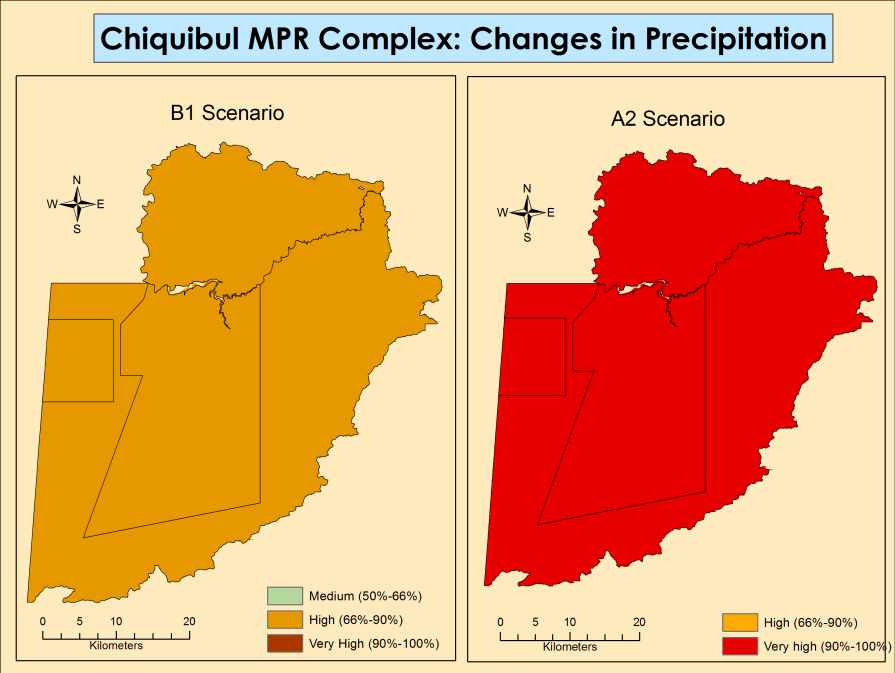 Chiquibul MPR Complex: Changes in Precipitation
B1 Scenario
N
W E
S
Medium (50%-66%)
High (66%-90%)
Very High (90%-100%)
0 5 10 20
Kilometers
A2 Scenario
N
W E
S
High (66%-90%)
Very high (90%-100%)
0 5 10 20
Kilometers